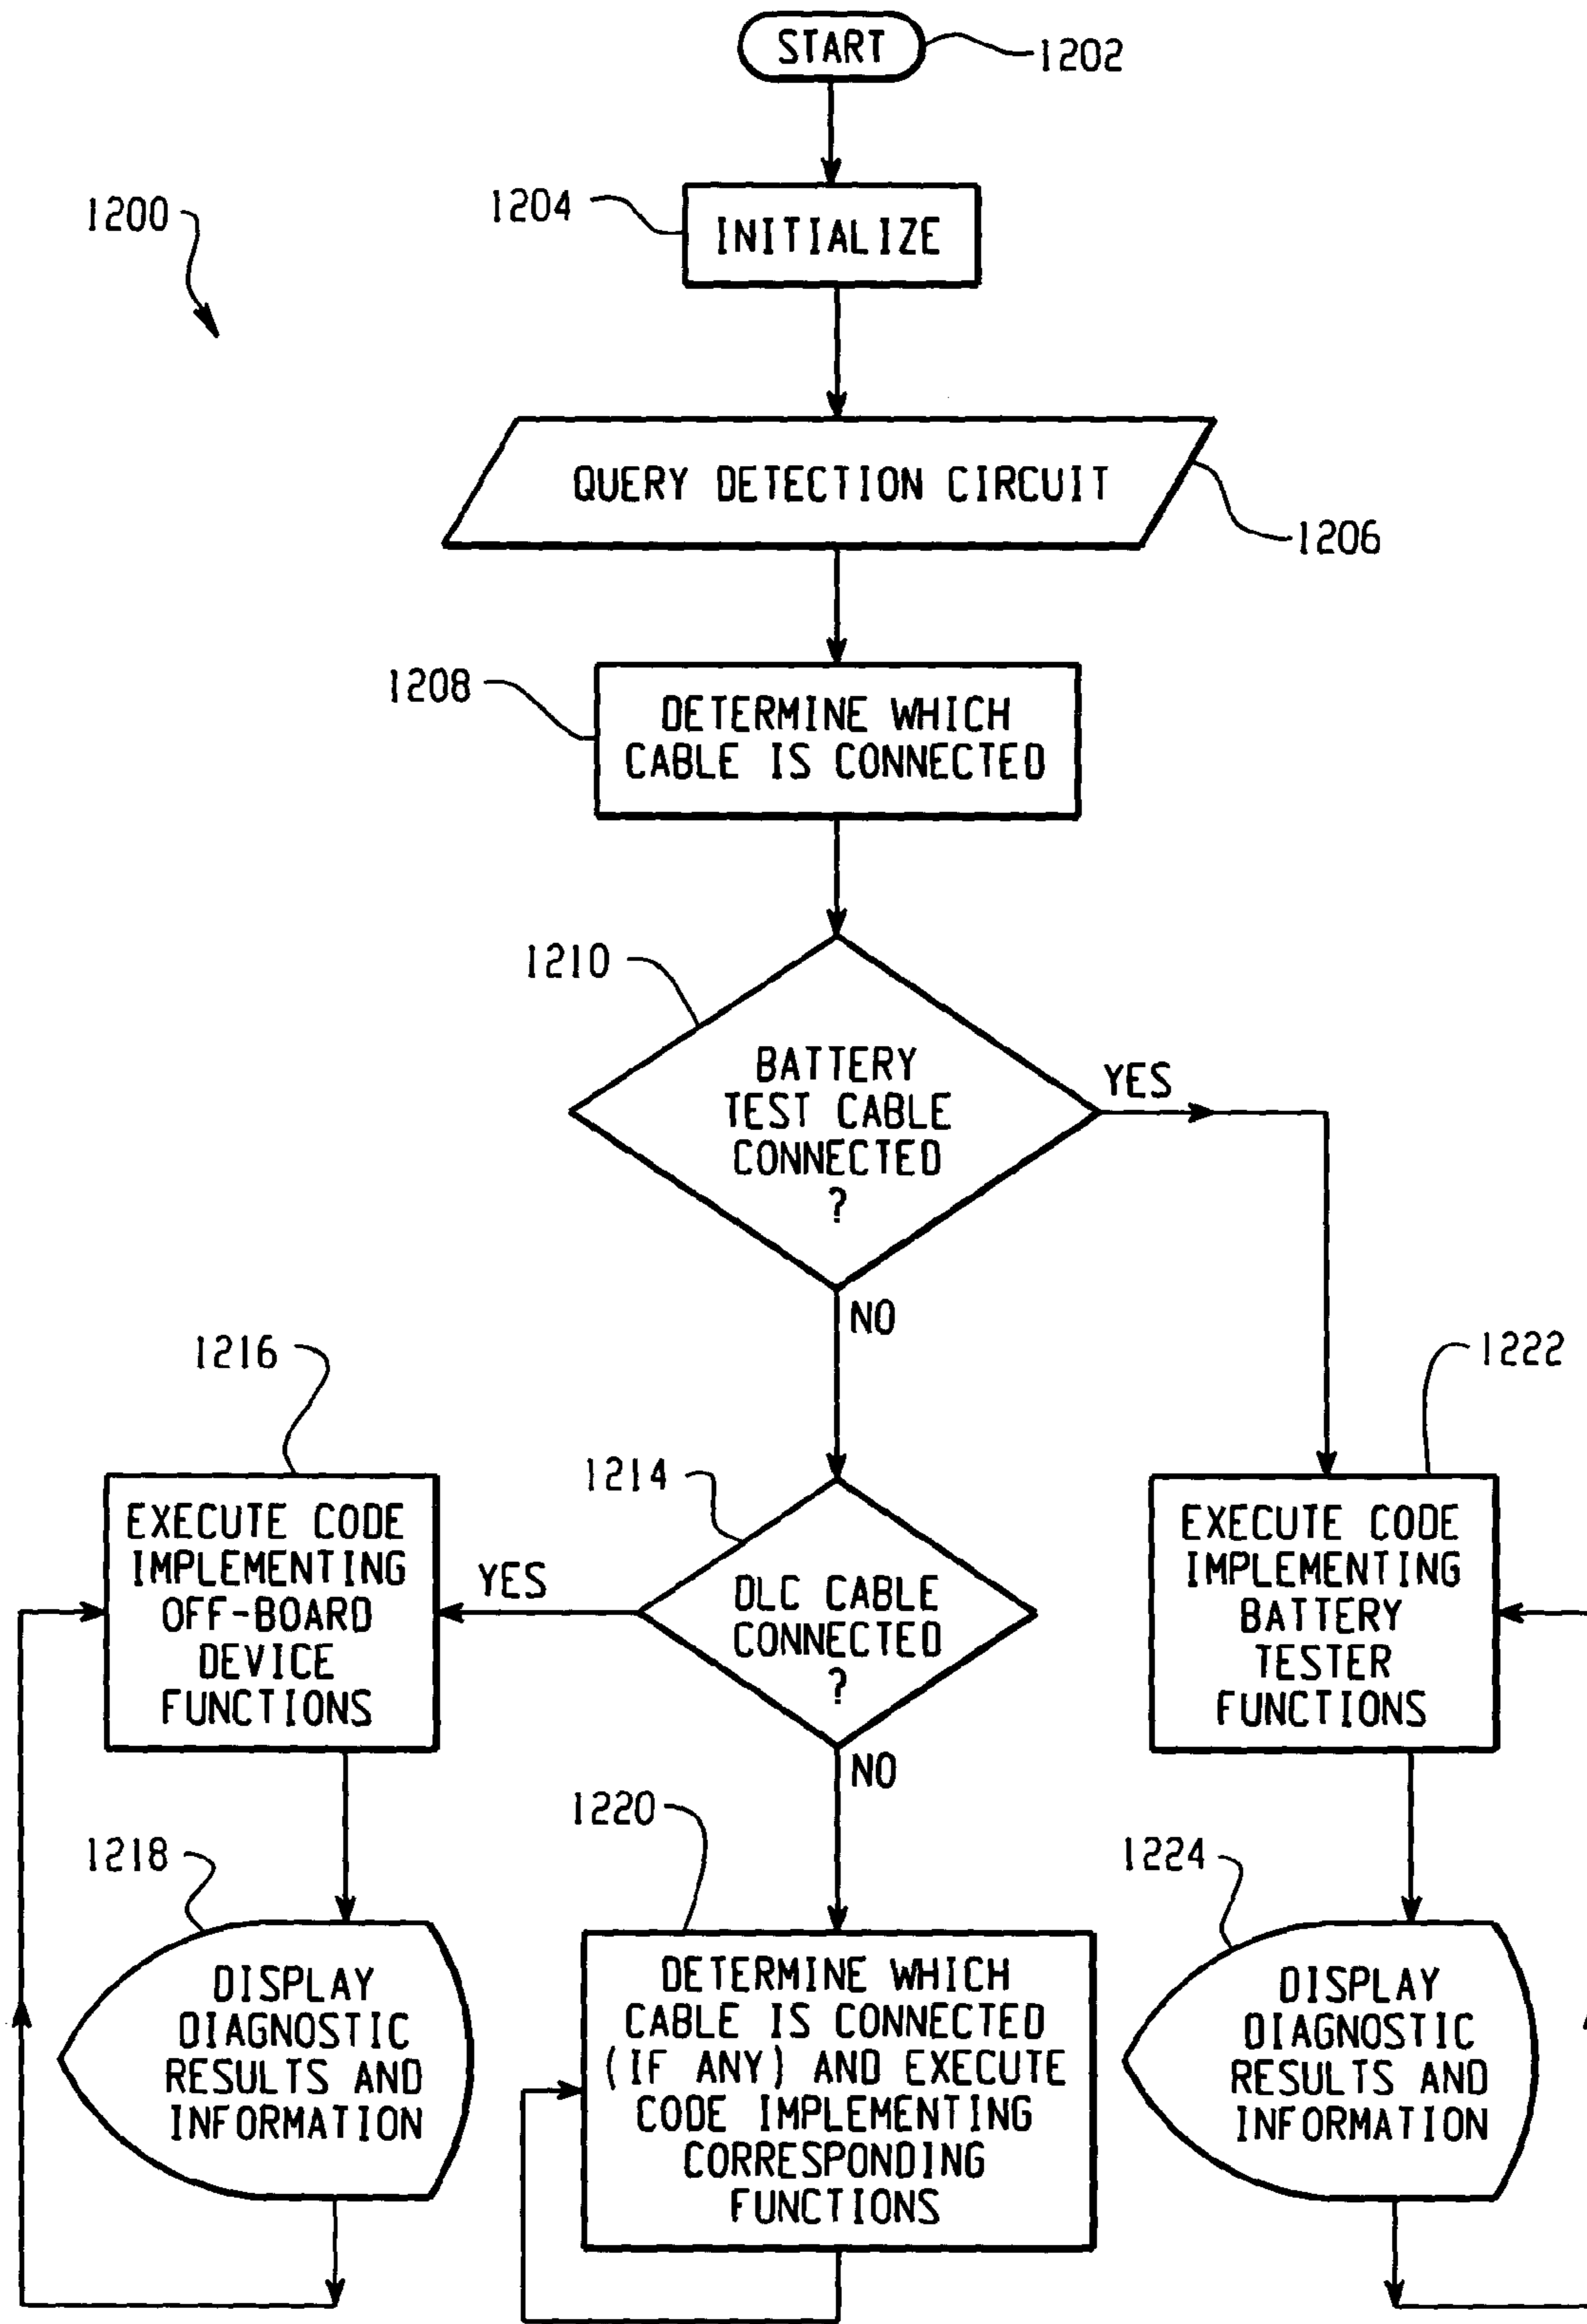 START
1202
1200
1204
INITIALIZE
QUERY DETECTION CIRCUIT
1206
1208
DETERMINE WHICH
CABLE IS CONNECTED
1210
BATTERY
TEST CABLE
CONNECTED
?
YES
NO
1216
1222
1214
EXECUTE CODE
IMPLEMENTING
OFF-BOARD
DEVICE
FUNCTIONS
YES
DLC CABLE
CONNECTED
?
EXECUTE CODE
IMPLEMENTING
BATTERY
TESTER
FUNCTIONS
NO
1220
1218
1224
DISPLAY
DIAGNOSTIC
RESULTS AND
INFORMATION
DETERMINE WHICH
CABLE IS CONNECTED
(IF ANY) AND EXECUTE
CODE IMPLEMENTING
CORRESPONDING
FUNCTIONS
DISPLAY
DIAGNOSTIC
RESULTS AND
INFORMATION